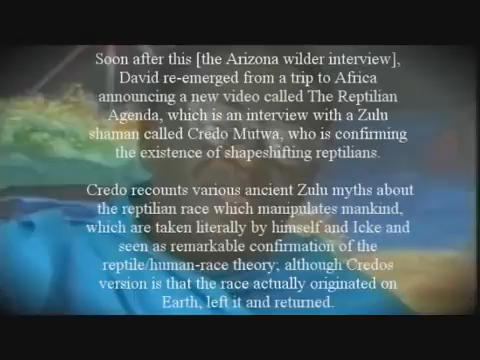 Soon after this [the Arizona wilder interview],
David re-emerged from a trip to Africa
announcing a new video called The Reptilian
Agenda, which is an interview with a Zulu
shaman called Credo Mutwa, who is confirming
the existence of shapeshifting reptilians.
Credo recounts various ancient Zulu myths about
the reptilian race which manipulates mankind,
which are taken literally by himself and Icke and
seen as remarkable confirmation of the
reptile/human-race theory; although Credos
version is that the race actually originated on
Earth, left it and returned.